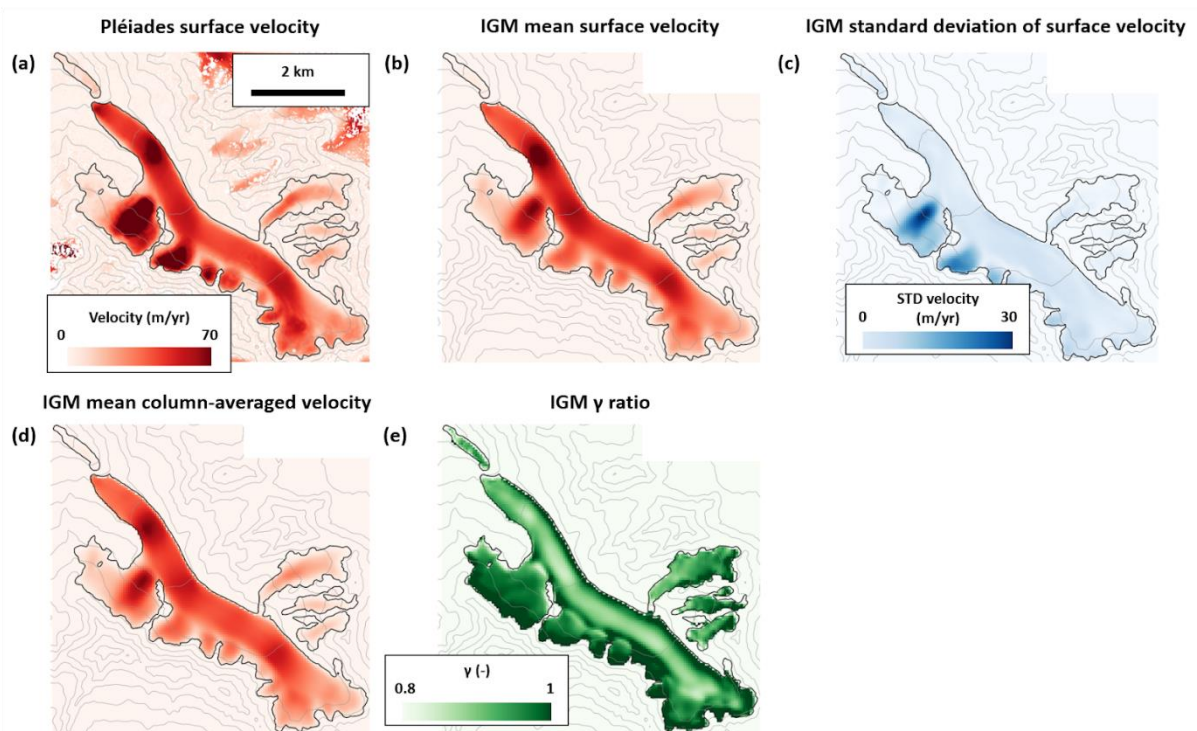 Pléiades surface velocity
IGM mean surface velocity
IGM standard deviation of surface velocity
(a)
2 km
(b)
(c)
Velocity (m/yr)
0
70
STD velocity
(m/yr)
0
30
IGM mean column-averaged velocity
IGM γ ratio
(d)
(e)
γ (-)
0.8
1